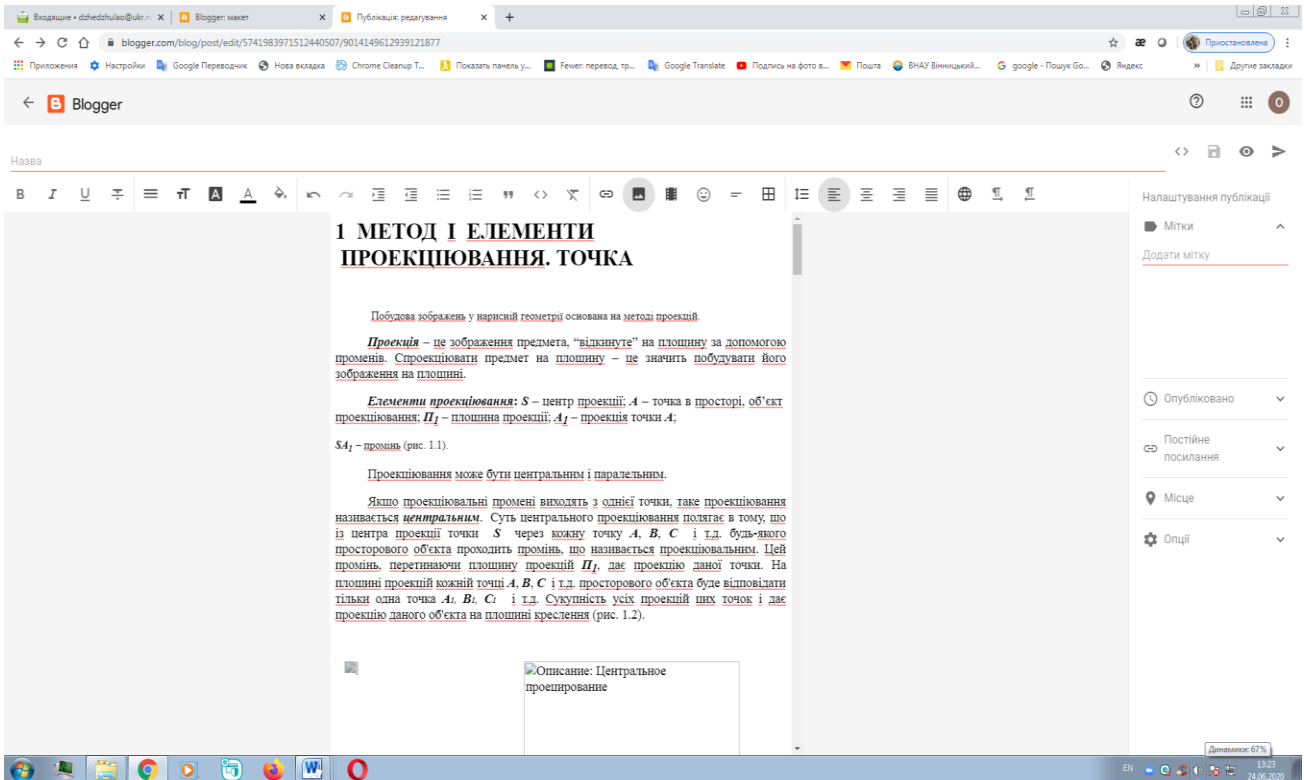 Входящие • dzhedzhulao@ukr.n
Blogger: макет
Публікація: редагування
blogger.com/blog/post/edit/5741983971512440507/9014149612939121877
Приостановлена
Приложения Настройки Google Переводчик Нова вкладка Chrome Cleanup T... Показать панель у... Fewer: перевод, тр... Google Translate Подпись на фото в... Пошта ВНАУ Вінницький... google - Пошук Go... Яндекс » Другие закладки
Blogger
O
Назва
Налаштування публікації
Мітки
Додати мітку
Опубліковано
Постійне
посилання
Місце
Опції
1 МЕТОД І ЕЛЕМЕНТИ
ПРОЕКЦІЮВАННЯ. ТОЧКА
Побудова зображень у нарисній геометрії основана на методі проекцій.
Проекція – це зображення предмета, “відкинуте” на площину за допомогою
променів. Спроекціювати предмет на площину – це значить побудувати його
зображення на площині.
Елементи проекціювання: S – центр проекції; A – точка в просторі, об’єкт
проекціювання; П1 – площина проекції; A1 – проекція точки A;
SA1 – промінь (рис. 1.1).
Проекціювання може бути центральним і паралельним.
Якщо проекціювальні промені виходять з однієї точки, таке проекціювання
називається центральним. Суть центрального проекціювання полягає в тому, що
із центра проекції точки S через кожну точку A, B, C і т.д. будь-якого
просторового об'єкта проходить промінь, що називається проекціювальним. Цей
промінь, перетинаючи площину проекцій П1, дає проекцію даної точки. На
площині проекцій кожній точці A, B, C і т.д. просторового об'єкта буде відповідати
тільки одна точка A1, B1, C1 і т.д. Сукупність усіх проекцій цих точок і дає
проекцію даного об'єкта на площині креслення (рис. 1.2).
Описание: Центральное
проецирование
Динамики: 67%
EN
13:23
24.06.2020